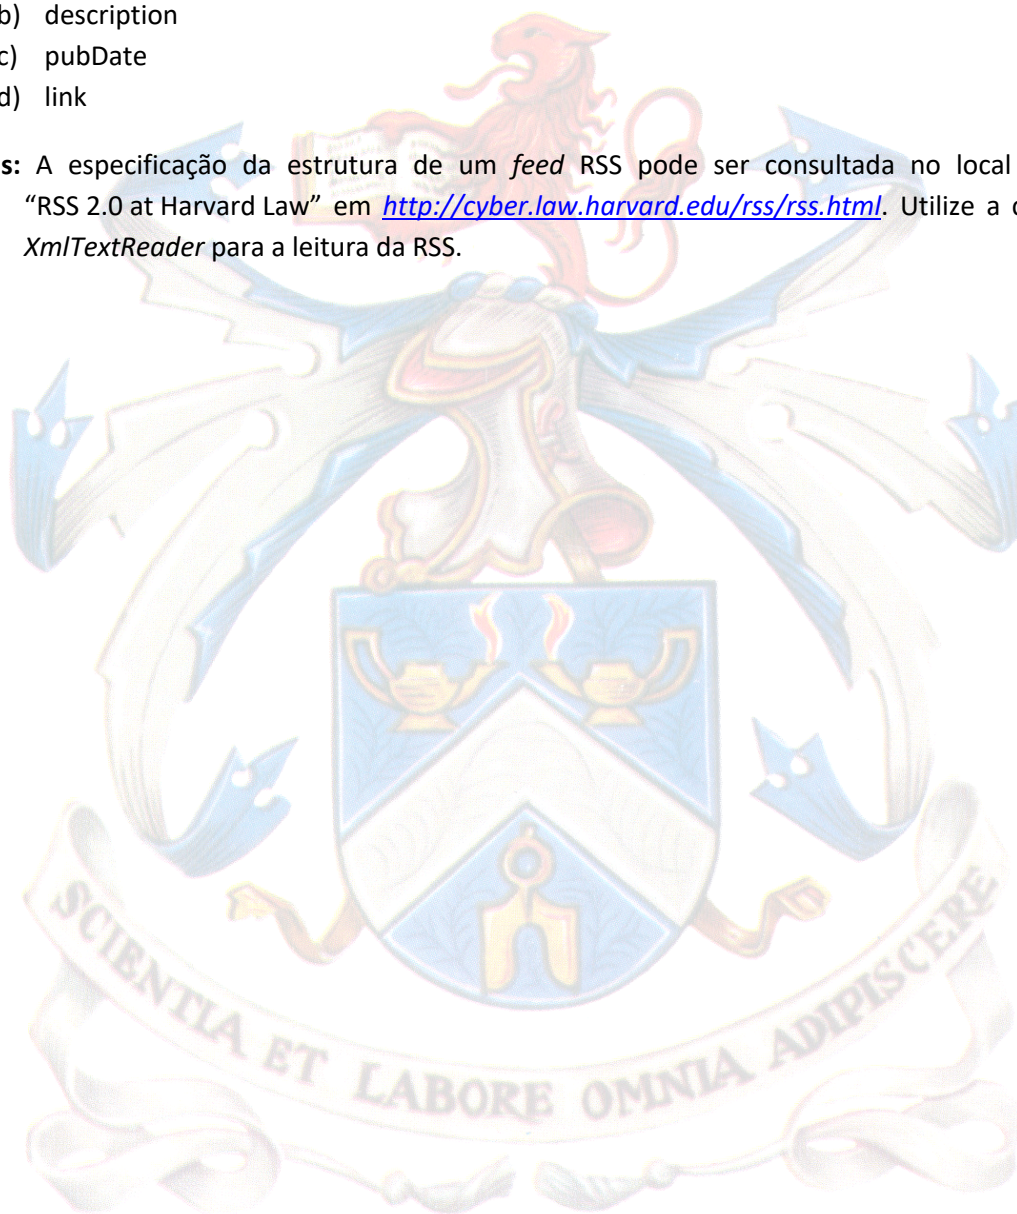 b) description
c) pubDate
d) link
s: A especificação da estrutura de um feed RSS pode ser consultada no local
“RSS 2.0 at Harvard Law” em http://cyber.law.harvard.edu/rss/rss.html. Utilize a
XmlTextReader para a leitura da RSS.
SCIENTIA ET LABORE OMNIA ADIPISCERE